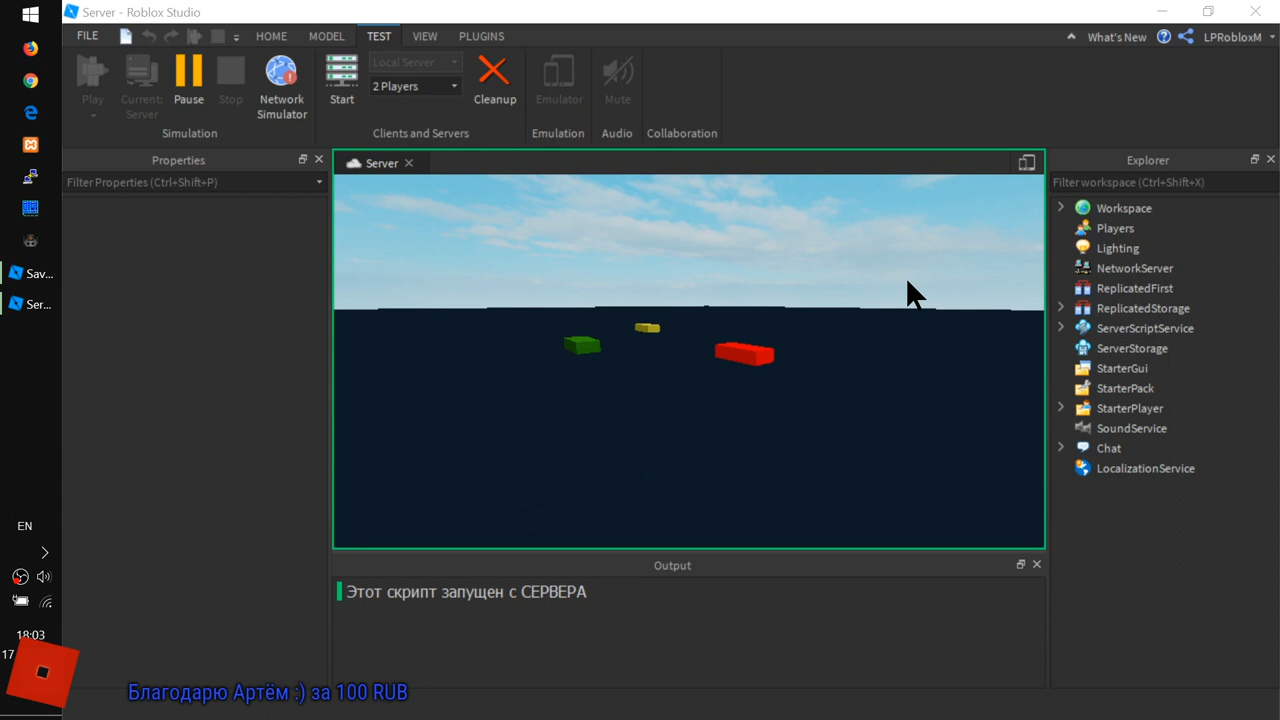 Server - Roblox Studio
FILE
HOME
MODEL
TEST
VIEW
PLUGINS
What's New
LPRobloxM
Play
Current:
Server
Pause
Stop
Network
Simulator
Start
Local Server
2 Players
Cleanup
Emulator
Mute
Simulation
Clients and Servers
Emulation
Audio
Collaboration
Properties
Server
Explorer
Filter Properties (Ctrl+Shift+P)
Filter workspace (Ctrl+Shift+X)
Workspace
Players
Lighting
NetworkServer
ReplicatedFirst
ReplicatedStorage
ServerScriptService
ServerStorage
StarterGui
StarterPack
StarterPlayer
SoundService
Chat
LocalizationService
Sav...
Ser...
EN
18:03
17
Output
Этот скрипт запущен с СЕРВЕРА
Благодарю Артём :) за 100 RUB